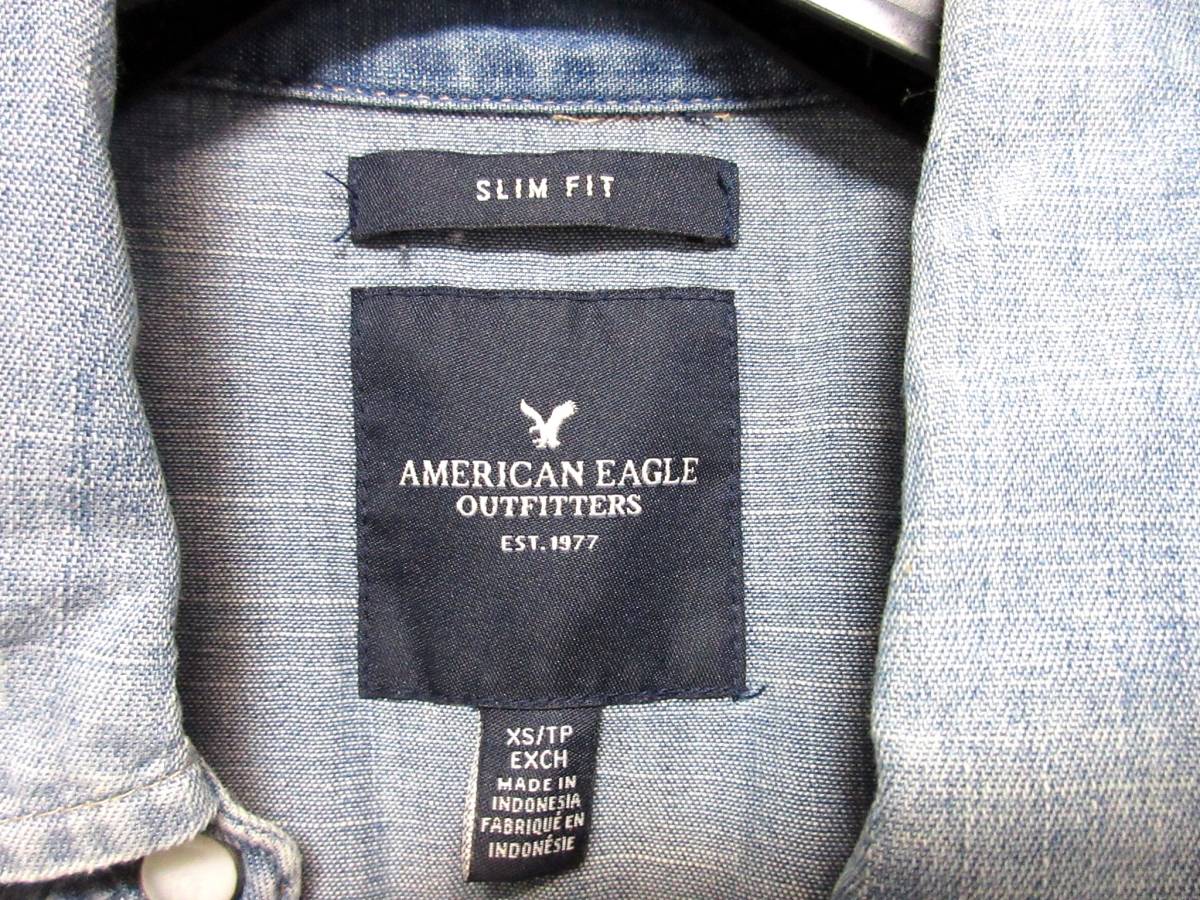 SLIM FIT
AMERICAN EAGLE
OUTFITTERS
EST. 1977
XS/TP
EXCH
MADE IN
INDONESIA
FABRIQUÉ EN
INDONÉSIE